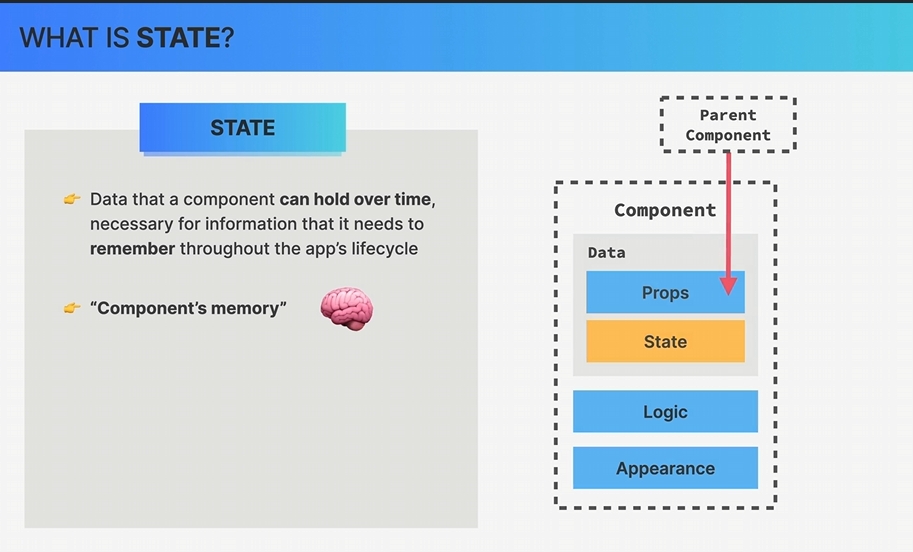 WHAT IS STATE?
STATE
Data that a component can hold over time,
necessary for information that it needs to
remember throughout the app’s lifecycle
“Component’s memory”
Parent
Component
Component
Data
Props
State
Logic
Appearance